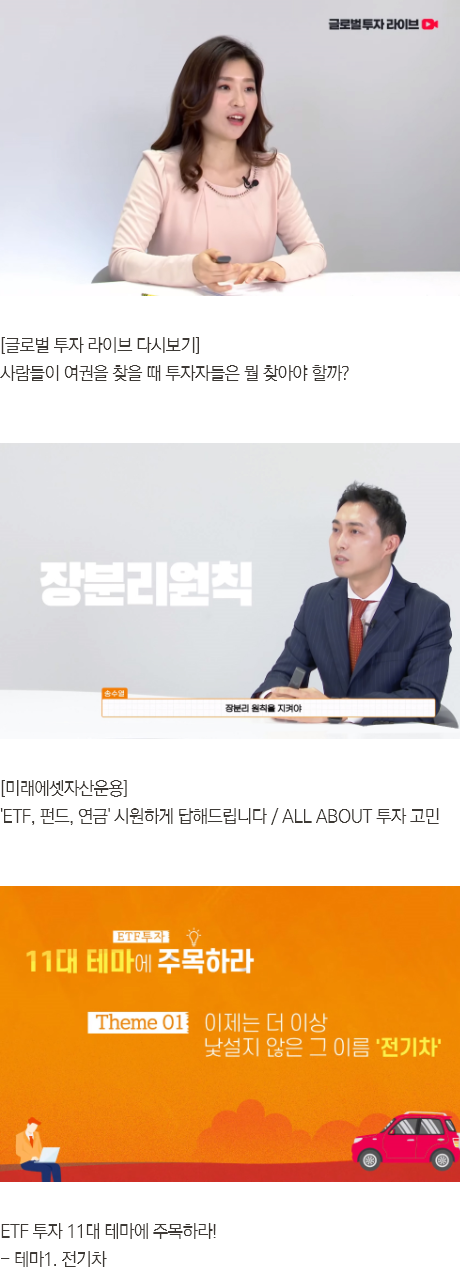 글로벌 투자 라이브
[글로벌 투자 라이브 다시보기]
사람들이 여권을 찾을 때 투자자들은 뭘 찾아야 할까?
장분리원칙
송수영
장분리 원칙을 지켜야
[미래에셋자산운용]
'ETF, 펀드, 연금' 시원하게 답해드립니다 / ALL ABOUT 투자 고민
ETF투자
11대 테마에 주목하라
Theme 01
이제는 더 이상
낯설지 않은 그 이름 '전기차'
ETF 투자 11대 테마에 주목하라!
- 테마1. 전기차